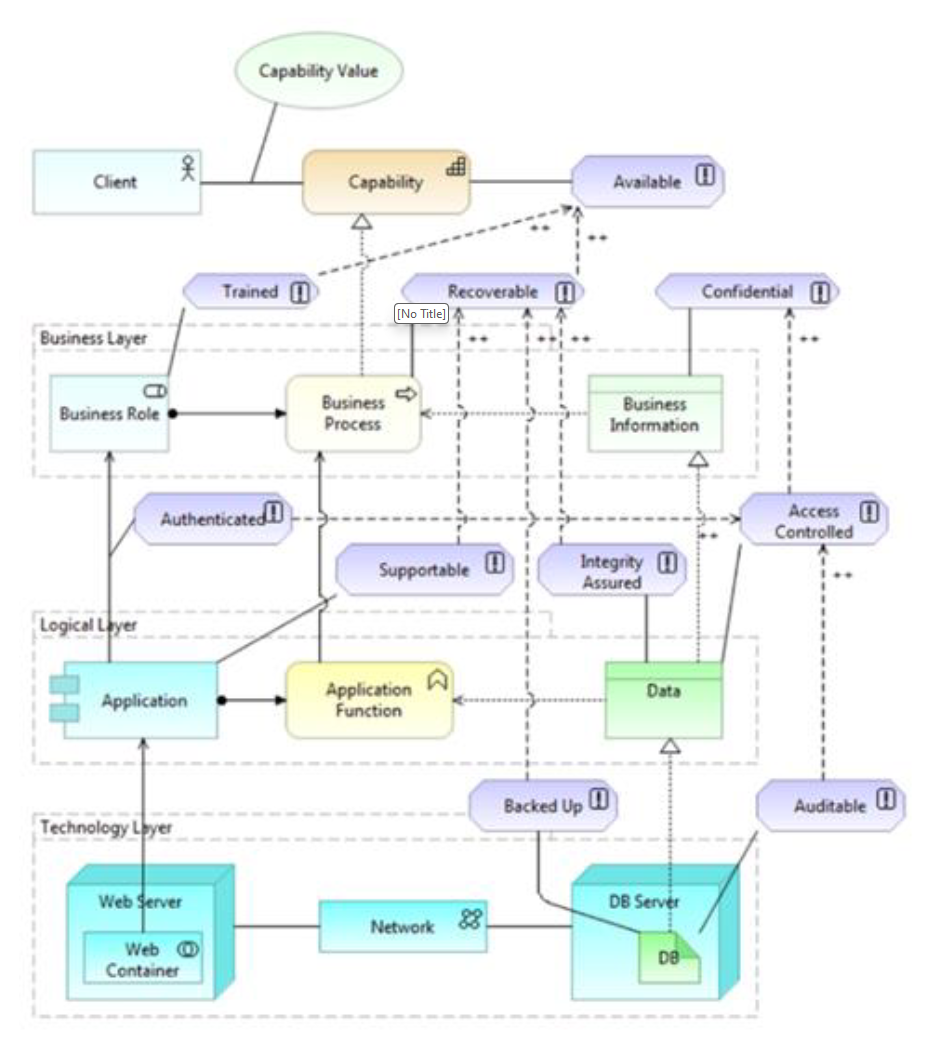 Capability Value
Client
Capability
Available
++
++
Trained
Recoverable
Confidential
[No Title]
Business Layer
++
++
++
++
Business Role
Business
Process
Business
Information
Authenticated
Access
Controlled
++
Supportable
Integrity
Assured
++
Logical Layer
Application
Application
Function
Data
Backed Up
Auditable
Technology Layer
Web Server
DB Server
Network
Web
Container
DB